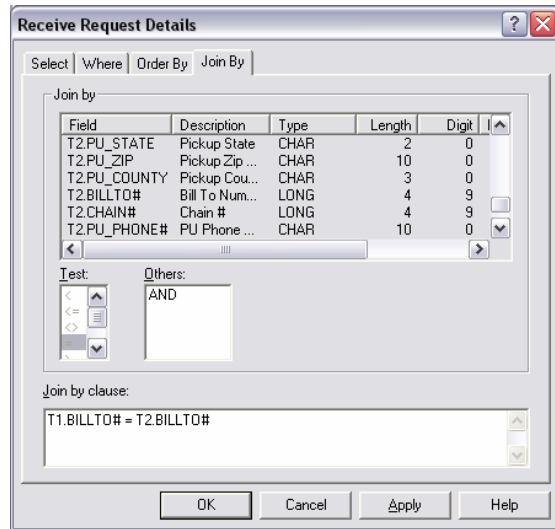 Receive Request Details
Select Where Order By Join By
Join by
Field Description Type Length Digit
T2.PU_STATE Pickup State CHAR 2 0
T2.PU_ZIP Pickup Zip ... CHAR 10 0
T2.PU_COUNTY Pickup Cou... CHAR 3 0
T2.BILLTO# Bill To Num... LONG 4 9
T2.CHAIN# Chain # LONG 4 9
T2.PU_PHONE# PU Phone ... CHAR 10 0
Test: Others:
< AND
<=
<>
=
Join by clause:
T1.BILLTO# = T2.BILLTO#
OK Cancel Apply Help